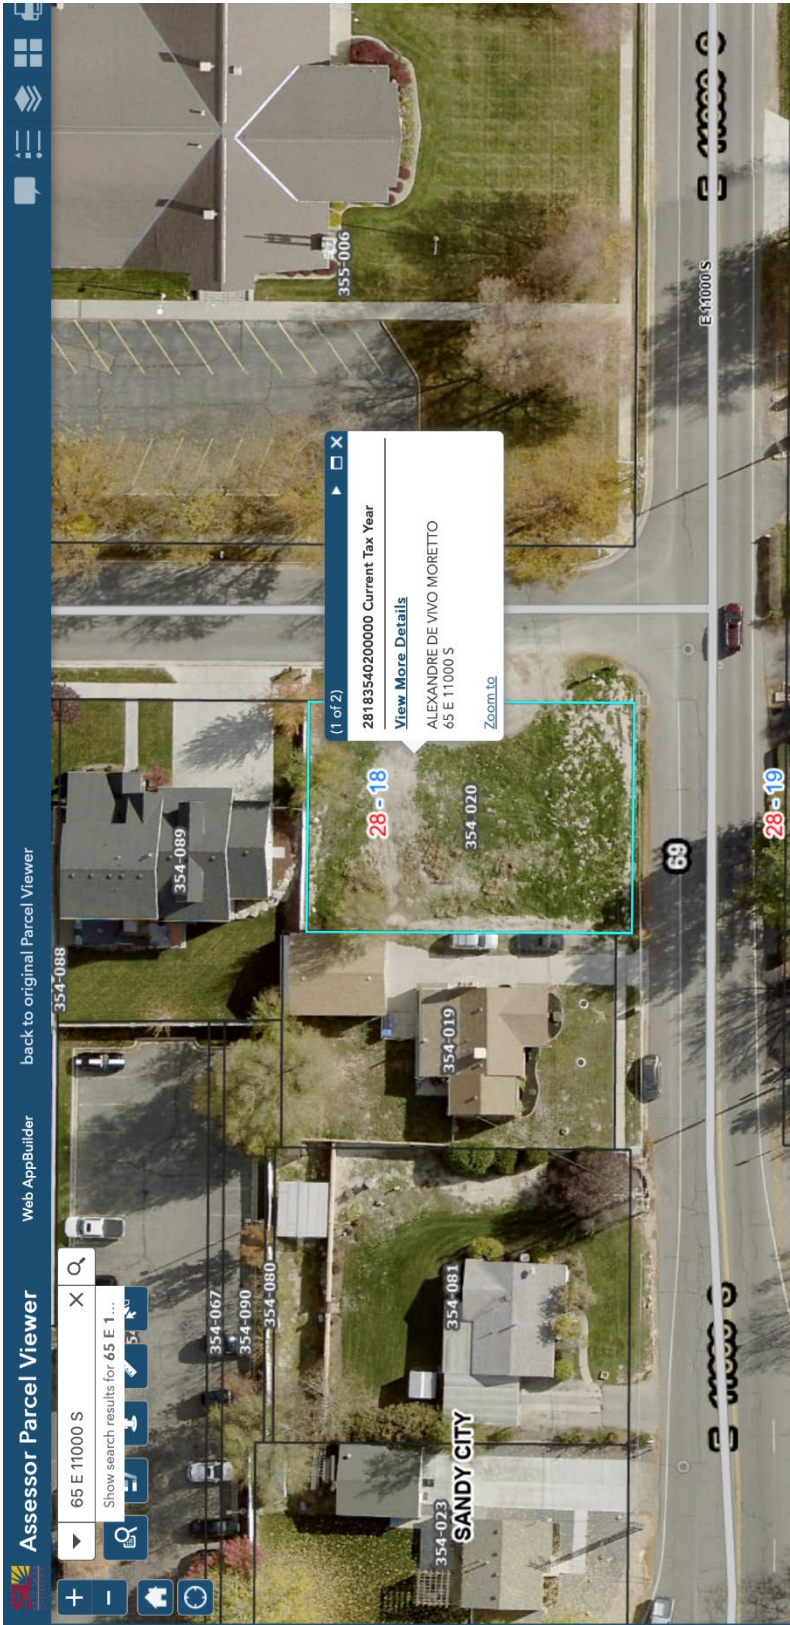 Assessor Parcel Viewer
Web AppBuilder
back to original Parcel Viewer
65 E 11000 S
Show search results for 65 E 1...
(1 of 2)
28183540200000 Current Tax Year
View More Details
ALEXANDRE DE VIVO MORETTO
65 E 11000 S
Zoom to
354-088
354-089
355-006
28 - 18
354-020
354-019
354-067
354-090
354-080
354-081
354-023
SANDY CITY
69
E 11000 S
E 11000 S
E 11000 S
28 - 19